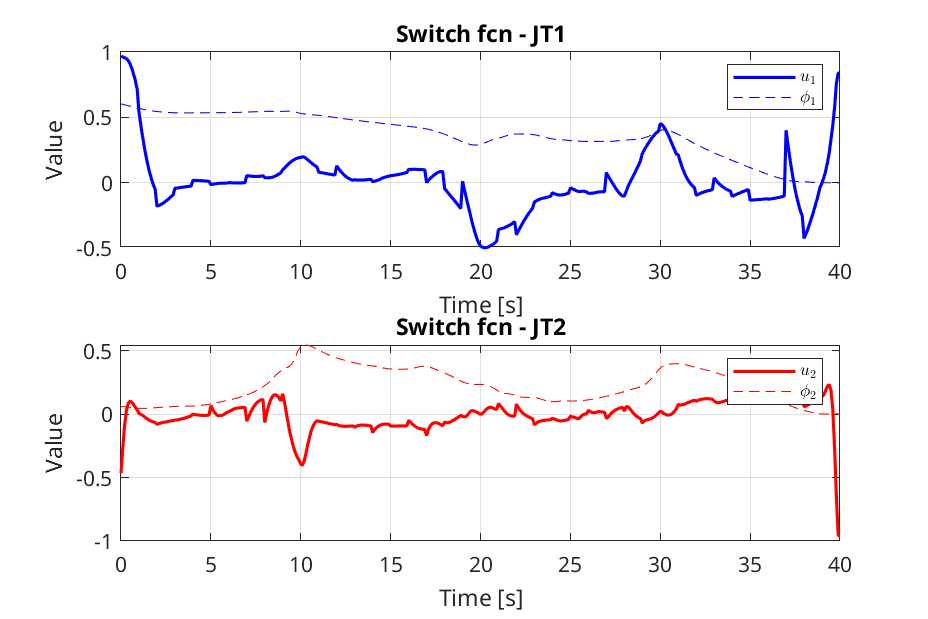 Switch fcn - JT1
1
0.5
0
-0.5
Value
u₁
ϕ₁
0 5 10 15 20 25 30 35 40
Time [s]
Switch fcn - JT2
0.5
0
-0.5
-1
Value
u₂
ϕ₂
0 5 10 15 20 25 30 35 40
Time [s]